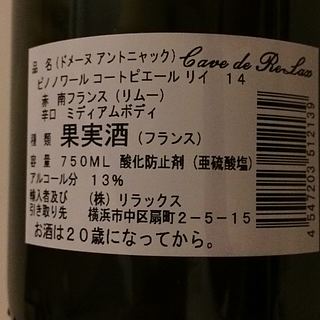 品 名 (ドメーヌ アントニャック) Cave de Re-Lax
ピノノワール コートピエール リイ 14
赤 南フランス (リムー)
辛口 ミディアムボディ
種 類 果実酒 (フランス)
容 量 750ML 酸化防止剤 (亜硫酸塩)
アルコール分 13%
輸入者及び (株) リラックス
引き取り先 横浜市中区扇町2-5-15
お酒は20歳になってから。
4 547203 512139